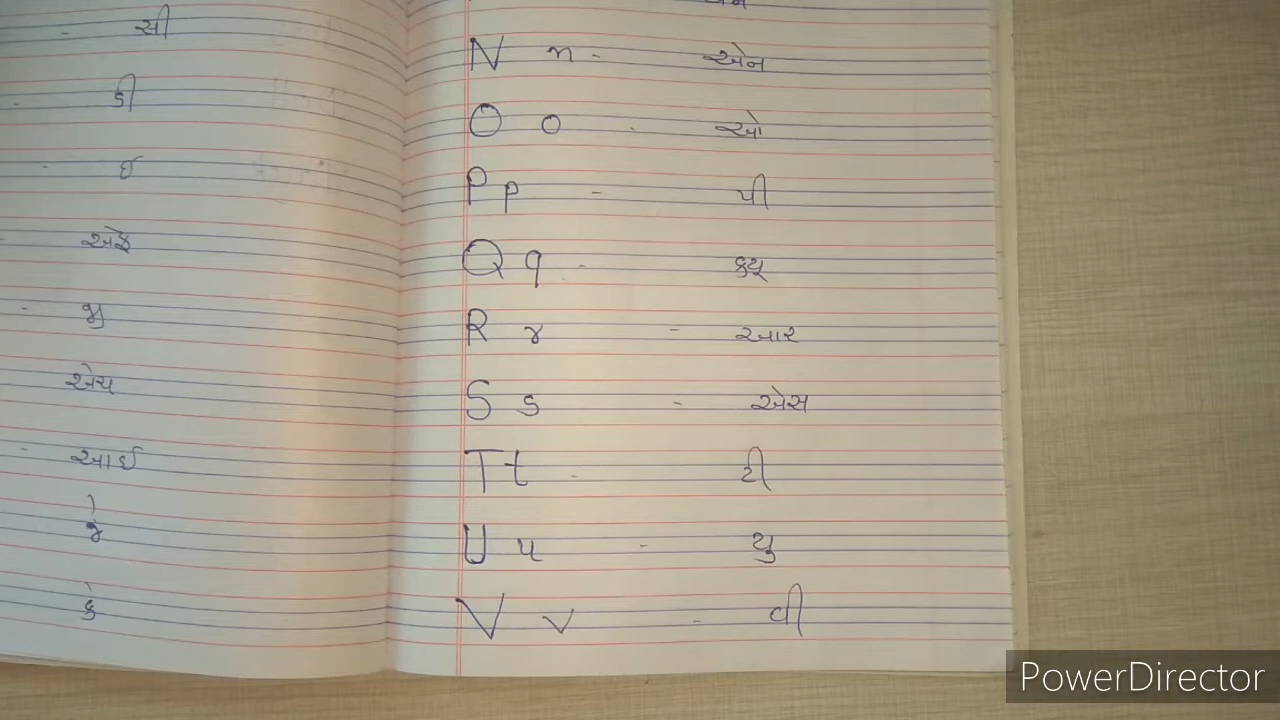 - સી
- ડી
- ઈ
- એફ
- જી
એચ
- આઈ
જે
કે
N n - એન
O o - ઓ
P p - પી
Q q - ક્યૂ
R r - આર
S s - એસ
T t - ટી
U u - યુ
V v - વી
PowerDirector